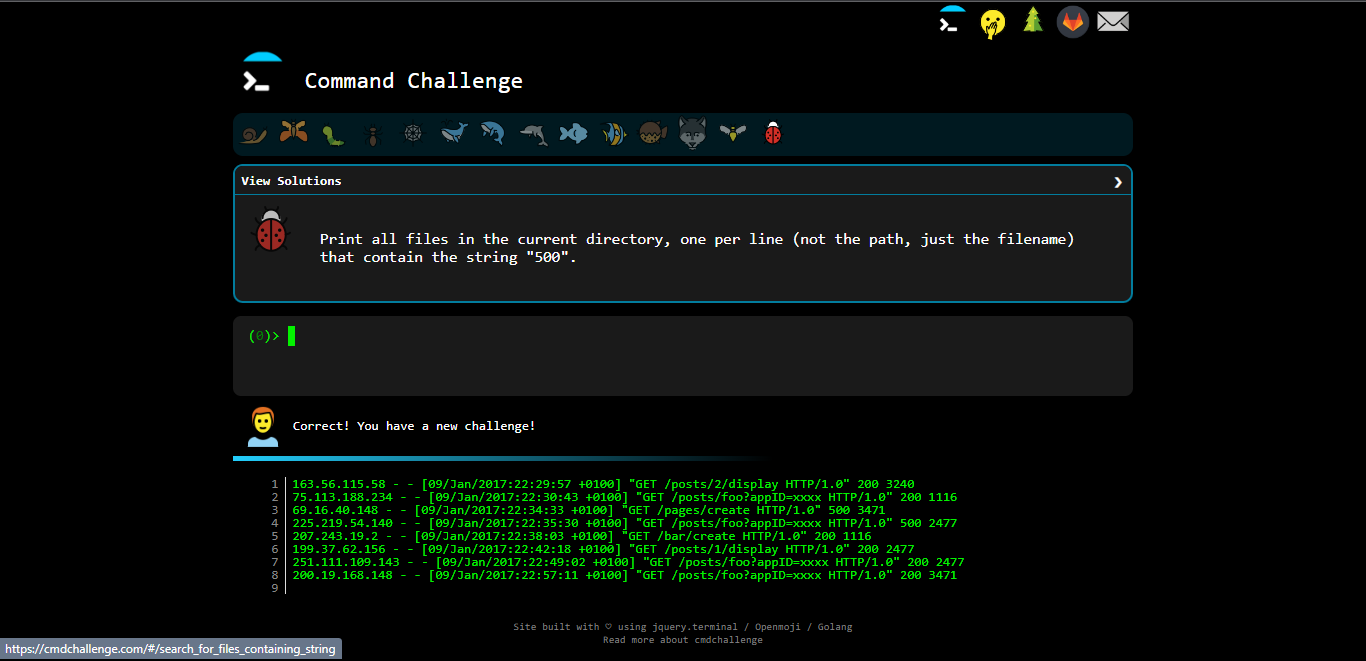 Command Challenge
View Solutions
Print all files in the current directory, one per line (not the path, just the filename)
that contain the string "500".
(0)>
Correct! You have a new challenge!
1 163.56.115.58 - - [09/Jan/2017:22:29:57 +0100] "GET /posts/2/display HTTP/1.0" 200 3240
2 75.113.188.234 - - [09/Jan/2017:22:30:43 +0100] "GET /posts/foo?appID=xxxx HTTP/1.0" 200 1116
3 69.16.40.148 - - [09/Jan/2017:22:34:33 +0100] "GET /pages/create HTTP/1.0" 500 3471
4 225.219.54.140 - - [09/Jan/2017:22:35:30 +0100] "GET /posts/foo?appID=xxxx HTTP/1.0" 500 2477
5 207.243.19.2 - - [09/Jan/2017:22:38:03 +0100] "GET /bar/create HTTP/1.0" 200 1116
6 199.37.62.156 - - [09/Jan/2017:22:42:18 +0100] "GET /posts/1/display HTTP/1.0" 200 2477
7 251.111.109.143 - - [09/Jan/2017:22:49:02 +0100] "GET /posts/foo?appID=xxxx HTTP/1.0" 200 2477
8 200.19.168.148 - - [09/Jan/2017:22:57:11 +0100] "GET /posts/foo?appID=xxxx HTTP/1.0" 200 3471
9
Site built with ♡ using jquery.terminal / Openmoji / Golang
Read more about cmdchallenge
https://cmdchallenge.com/#/search_for_files_containing_string